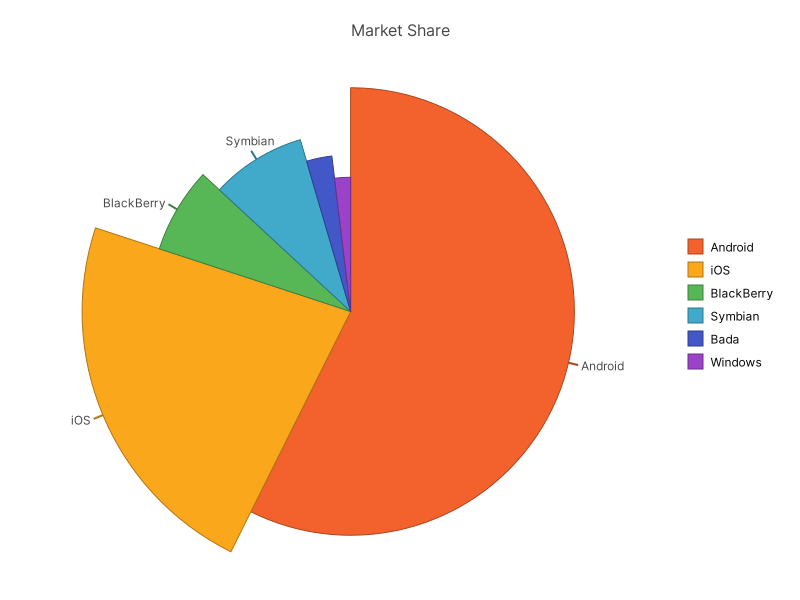 Market Share
Symbian
BlackBerry
iOS
Android
Android
iOS
BlackBerry
Symbian
Bada
Windows